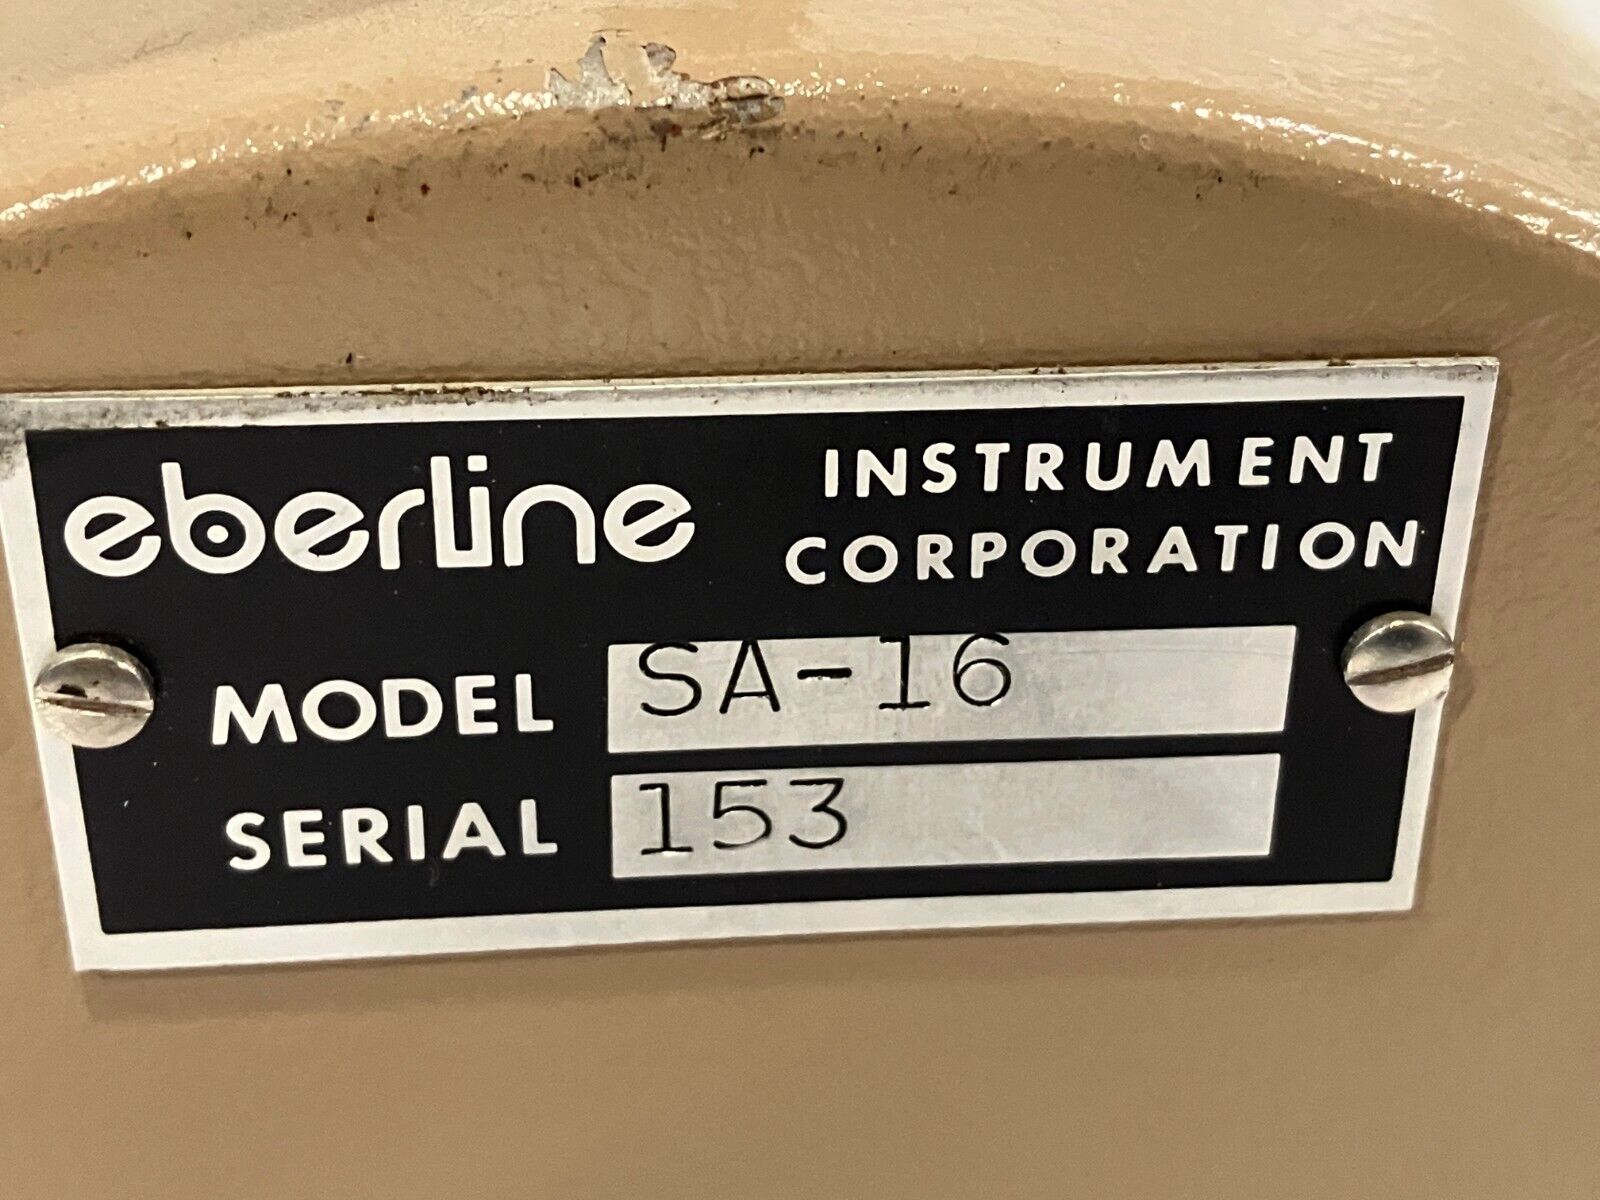 eberline INSTRUMENT
CORPORATION
MODEL SA-16
SERIAL 153